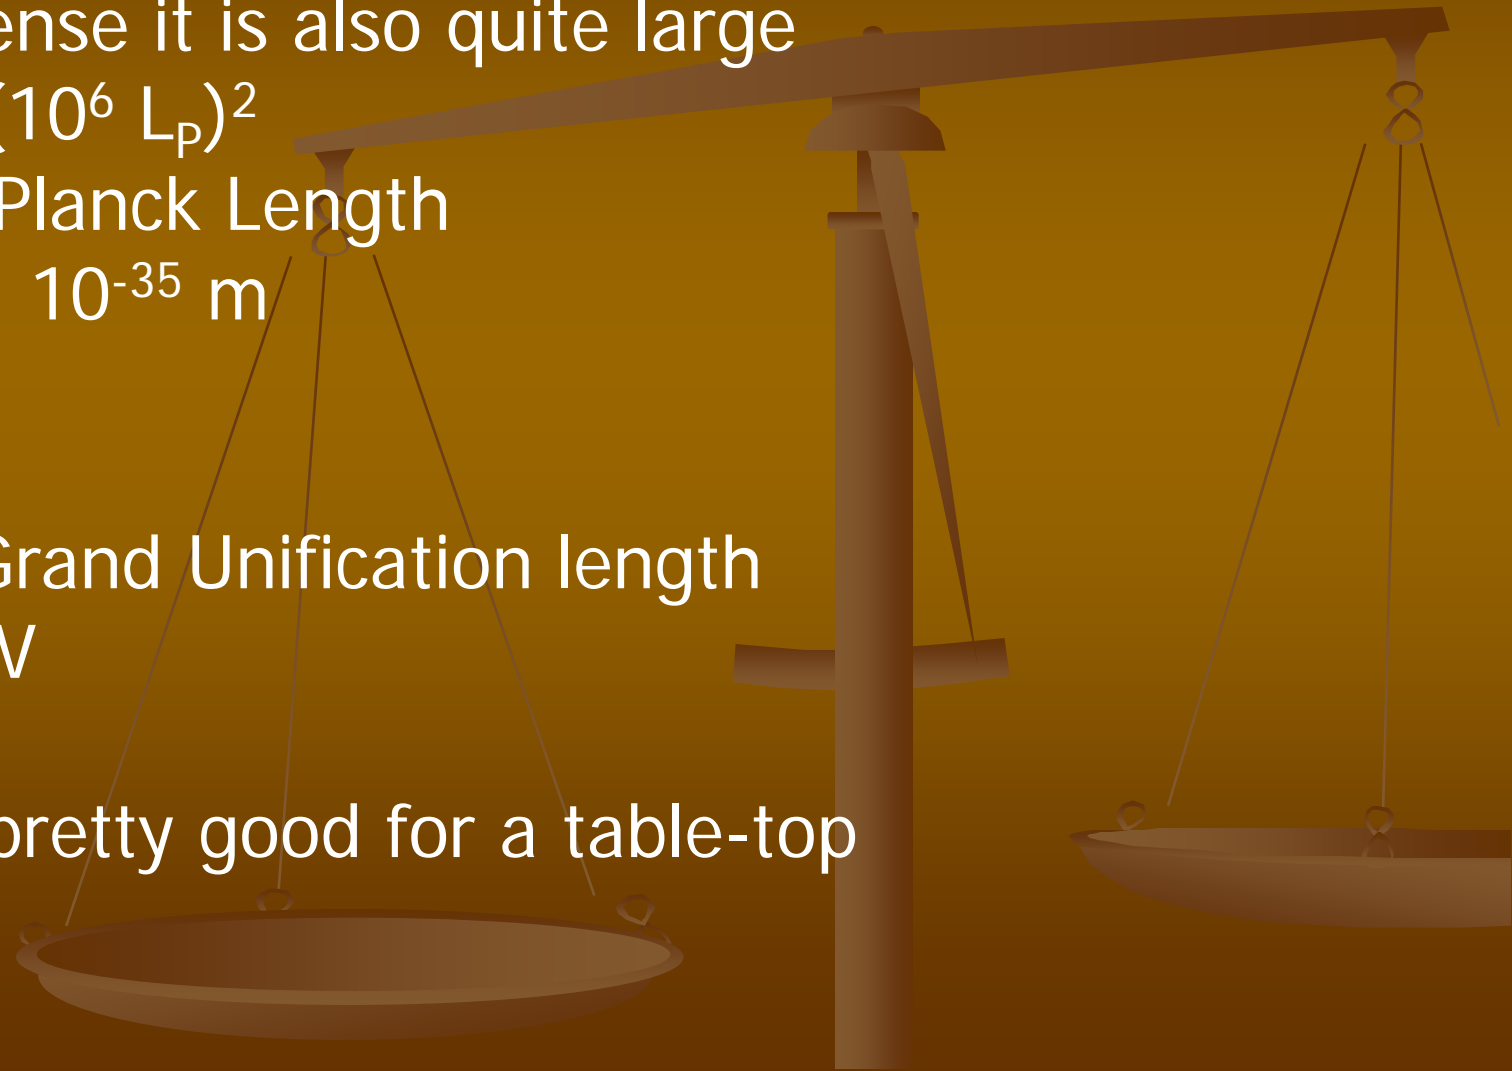 ense it is also quite large
(10⁶ Lₚ)²
Planck Length
10⁻³⁵ m
Grand Unification length
V
pretty good for a table-top